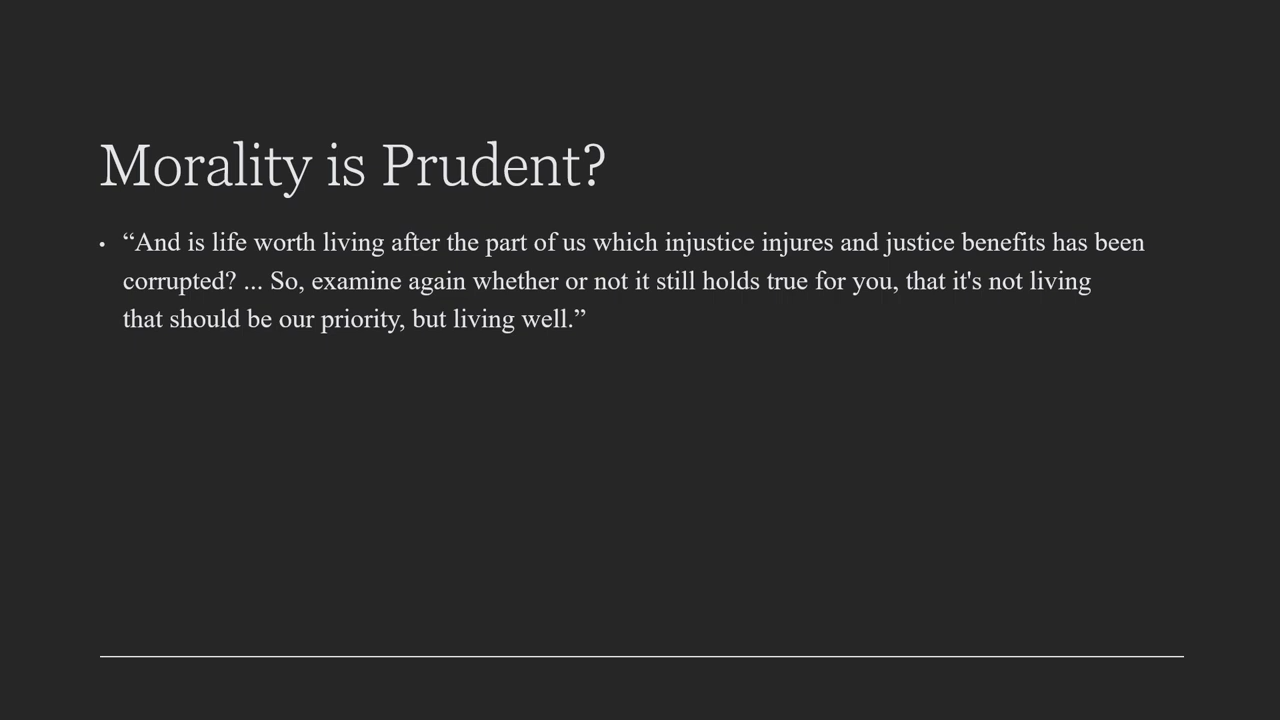 Morality is Prudent?
• “And is life worth living after the part of us which injustice injures and justice benefits has been
corrupted? ... So, examine again whether or not it still holds true for you, that it's not living
that should be our priority, but living well.”